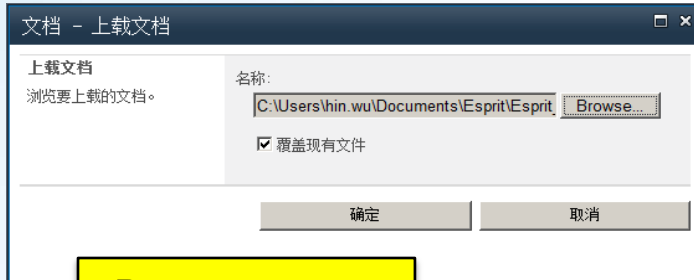 文档 - 上载文档
上载文档
浏览要上载的文档。
名称:
C:\Users\hin.wu\Documents\Esprit\Esprit_
Browse...
覆盖现有文件
确定
取消